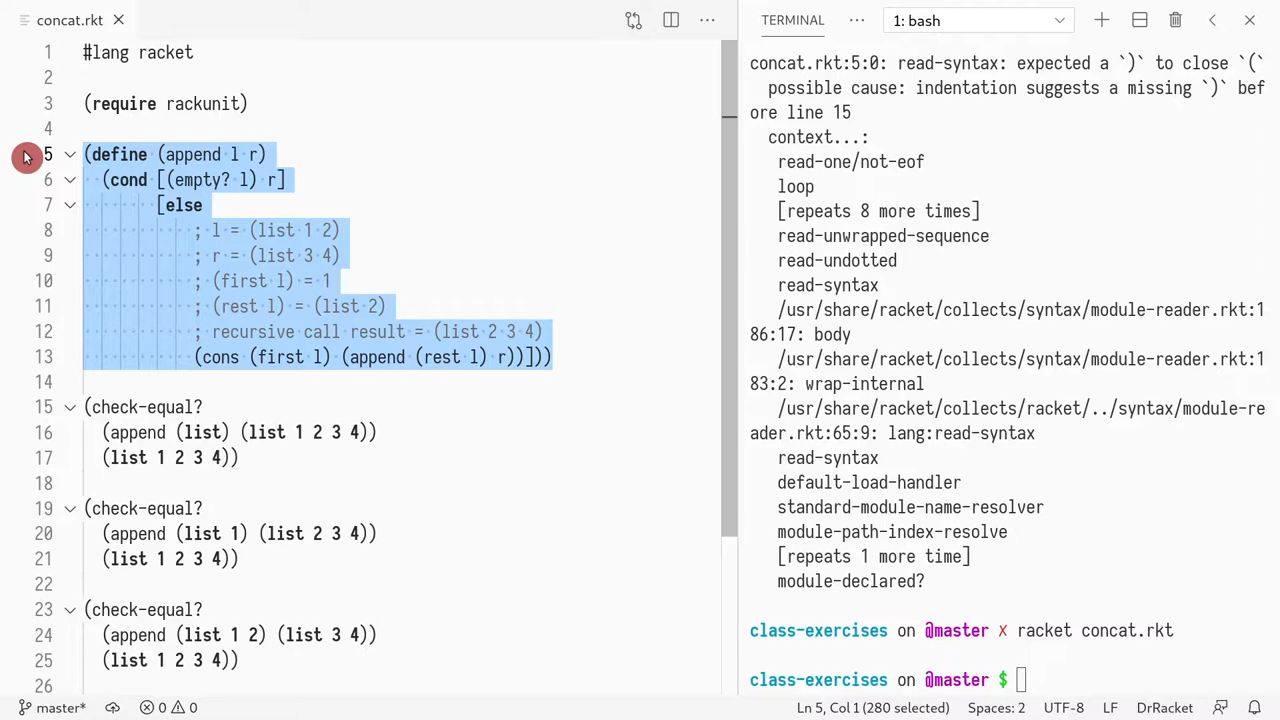 concat.rkt
TERMINAL
1: bash
1 #lang racket
2
3 (require rackunit)
4
5 (define (append l r)
6 (cond [(empty? l) r]
7 [else
8 ; l = (list 1 2)
9 ; r = (list 3 4)
10 ; (first l) = 1
11 ; (rest l) = (list 2)
12 ; recursive call result = (list 2 3 4)
13 (cons (first l) (append (rest l) r))]))
14
15 (check-equal?
16 (append (list) (list 1 2 3 4))
17 (list 1 2 3 4))
18
19 (check-equal?
20 (append (list 1) (list 2 3 4))
21 (list 1 2 3 4))
22
23 (check-equal?
24 (append (list 1 2) (list 3 4))
25 (list 1 2 3 4))
26
concat.rkt:5:0: read-syntax: expected a `)` to close `(`
possible cause: indentation suggests a missing `)` bef
ore line 15
context...:
read-one/not-eof
loop
[repeats 8 more times]
read-unwrapped-sequence
read-undotted
read-syntax
/usr/share/racket/collects/syntax/module-reader.rkt:1
86:17: body
/usr/share/racket/collects/syntax/module-reader.rkt:1
83:2: wrap-internal
/usr/share/racket/collects/racket/../syntax/module-re
ader.rkt:65:9: lang:read-syntax
read-syntax
default-load-handler
standard-module-name-resolver
module-path-index-resolve
[repeats 1 more time]
module-declared?
class-exercises on @master ✗ racket concat.rkt
class-exercises on @master $
master*
0 0
Ln 5, Col 1 (280 selected)
Spaces: 2
UTF-8
LF
DrRacket